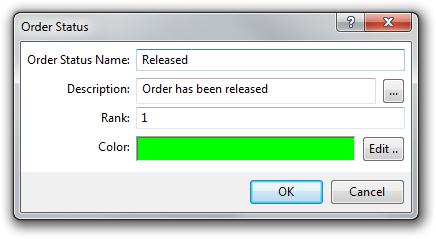 Order Status ?
Order Status Name: Released
Description: Order has been released ...
Rank: 1
Color: Edit ..
OK Cancel